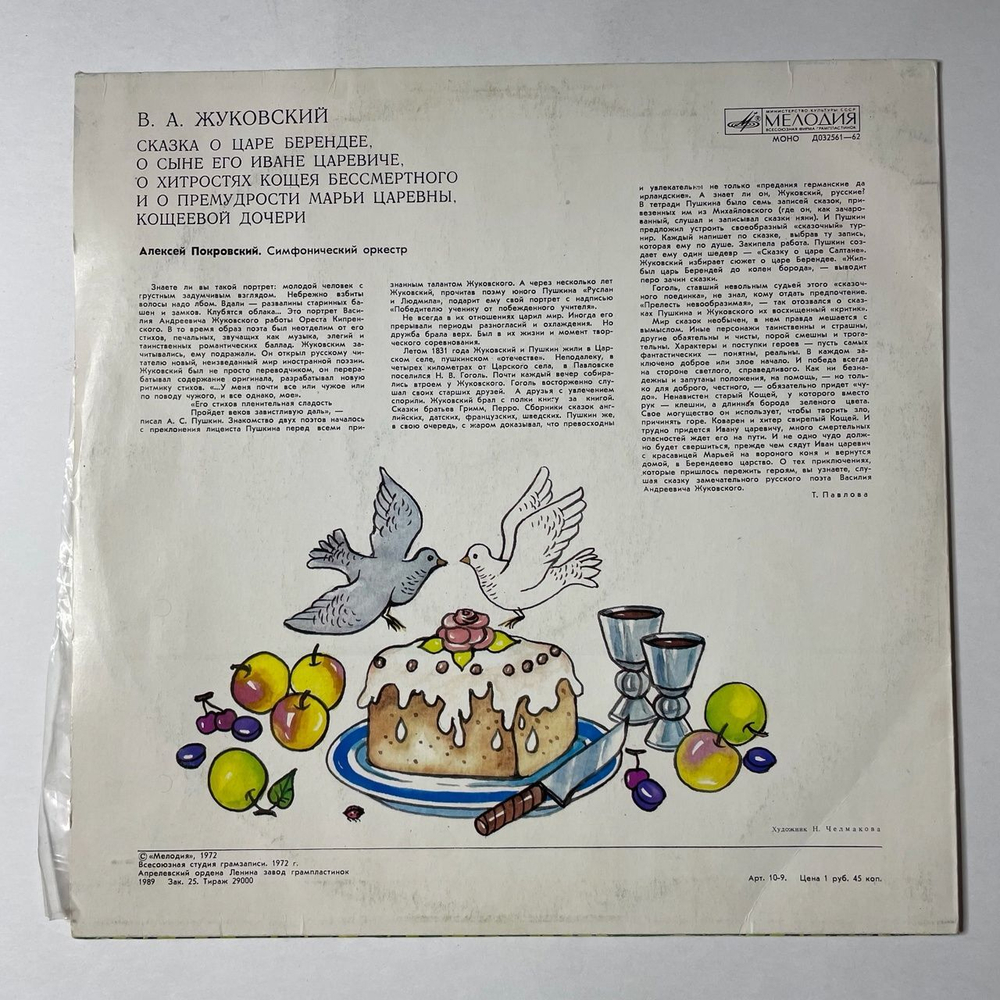 В. А. ЖУКОВСКИЙ
СКАЗКА О ЦАРЕ БЕРЕНДЕЕ,
О СЫНЕ ЕГО ИВАНЕ ЦАРЕВИЧЕ,
О ХИТРОСТЯХ КОЩЕЯ БЕССМЕРТНОГО
И О ПРЕМУДРОСТИ МАРЬИ ЦАРЕВНЫ,
КОЩЕЕВОЙ ДОЧЕРИ
Алексей Покровский. Симфонический оркестр
МИНИСТЕРСТВО КУЛЬТУРЫ СССР
МЕЛОДИЯ
ВСЕСОЮЗНАЯ ФИРМА ГРАМПЛАСТИНОК
МОНО Д032561—62
Знаете ли вы такой портрет: молодой человек с
грустным задумчивым взглядом. Небрежно взбиты
волосы надо лбом. Вдали — развалины старинных ба-
шен и замков. Клубятся облака... Это портрет Васи-
лия Андреевича Жуковского работы Ореста Кипрен-
ского. В то время образ поэта был неотделим от его
стихов, печальных, звучащих как музыка, элегий и
таинственных романтических баллад. Жуковским за-
читывались, ему подражали. Он открыл русскому чи-
тателю новый, неизведанный мир иностранной поэзии.
Жуковский был не просто переводчиком, он перера-
батывал содержание оригинала, разрабатывал новую
ритмику стихов. «...У меня почти все или чужое или
по поводу чужого, и все однако, мое».
«Его стихов пленительная сладость
Пройдет веков завистливую даль», —
писал А. С. Пушкин. Знакомство двух поэтов началось
с преклонения лицеиста Пушкина перед всеми при-
знанным талантом Жуковского. А через несколько лет
Жуковский, прочитав поэму юного Пушкина «Руслан
и Людмила», подарит ему свой портрет с надписью
«Победителю ученику от побежденного учителя».
Не всегда в их отношениях царил мир. Иногда его
прерывали периоды разногласий и охлаждения. Но
дружба брала верх. Был в их жизни и момент твор-
ческого соревнования.
Летом 1831 года Жуковский и Пушкин жили в Цар-
ском селе, пушкинском «отечестве». Неподалеку, в
четырех километрах от Царского села, в Павловске
поселился Н. В. Гоголь. Почти каждый вечер собира-
лись втроем у Жуковского. Гоголь восторженно слу-
шал своих старших друзей. А друзья с увлечением
спорили. Жуковский брал с полки книгу за книгой.
Сказки братьев Гримм, Перро. Сборники сказок анг-
лийских, датских, французских, шведских. Пушкин же,
в свою очередь, с жаром доказывал, что превосходны
и увлекательны не только «предания германские да
ирландские». А знает ли он, Жуковский, русские!
В тетради Пушкина было семь записей сказок, при-
везенных им из Михайловского (где он, как зачаро-
ванный, слушал и записывал сказки няни). И Пушкин
предложил устроить своеобразный «сказочный» тур-
нир. Каждый напишет по сказке, выбрав ту запись,
которая ему по душе. Закипела работа. Пушкин соз-
дает ему один шедевр — «Сказку о царе Салтане».
Жуковский избирает сюжет о царе Берендее. «Жил-
был царь Берендей до колен борода», — выводит
перо зачин сказки.
Гоголь, ставший невольным судьей этого «сказоч-
ного поединка», не знал, кому отдать предпочтение.
«Прелесть невообразимая», — так отозвался о сказ-
ках Пушкина и Жуковского их восхищенный «критик».
Мир сказок необычен, в нем правда мешается с
вымыслом. Иные персонажи таинственны и страшны,
другие обаятельны и чисты, порой смешны и трога-
тельны. Характеры и поступки героев — пусть самых
фантастических — понятны, реальны. В каждом за-
ключено доброе или злое начало. И победа всегда
на стороне светлого, справедливого. Как ни безна-
дежны и запутаны положения, на помощь, — но толь-
ко для доброго, честного, — обязательно придет «чу-
до». Ненавистен старый Кощей, у которого вместо
рук — клешни, а длинная борода зеленого цвета.
Свое могущество он использует, чтобы творить зло,
причинять горе. Коварен и хитер свирепый Кощей. И
трудно придется Ивану царевичу, много смертельных
опасностей ждет его на пути. И не одно чудо долж-
но будет свершиться, прежде чем сядут Иван царевич
с красавицей Марьей на вороного коня и вернутся
домой, в Берендеево царство. О тех приключениях,
которые пришлось пережить героям, вы узнаете, слу-
шая сказку замечательного русского поэта Василия
Андреевича Жуковского.
Т. Павлова
Художник Н. Челмакова
© «Мелодия», 1972
Всесоюзная студия грамзаписи. 1972 г.
Апрелевский ордена Ленина завод грампластинок
1989 Зак. 25. Тираж 29000
Арт. 10-9. Цена 1 руб. 45 коп.